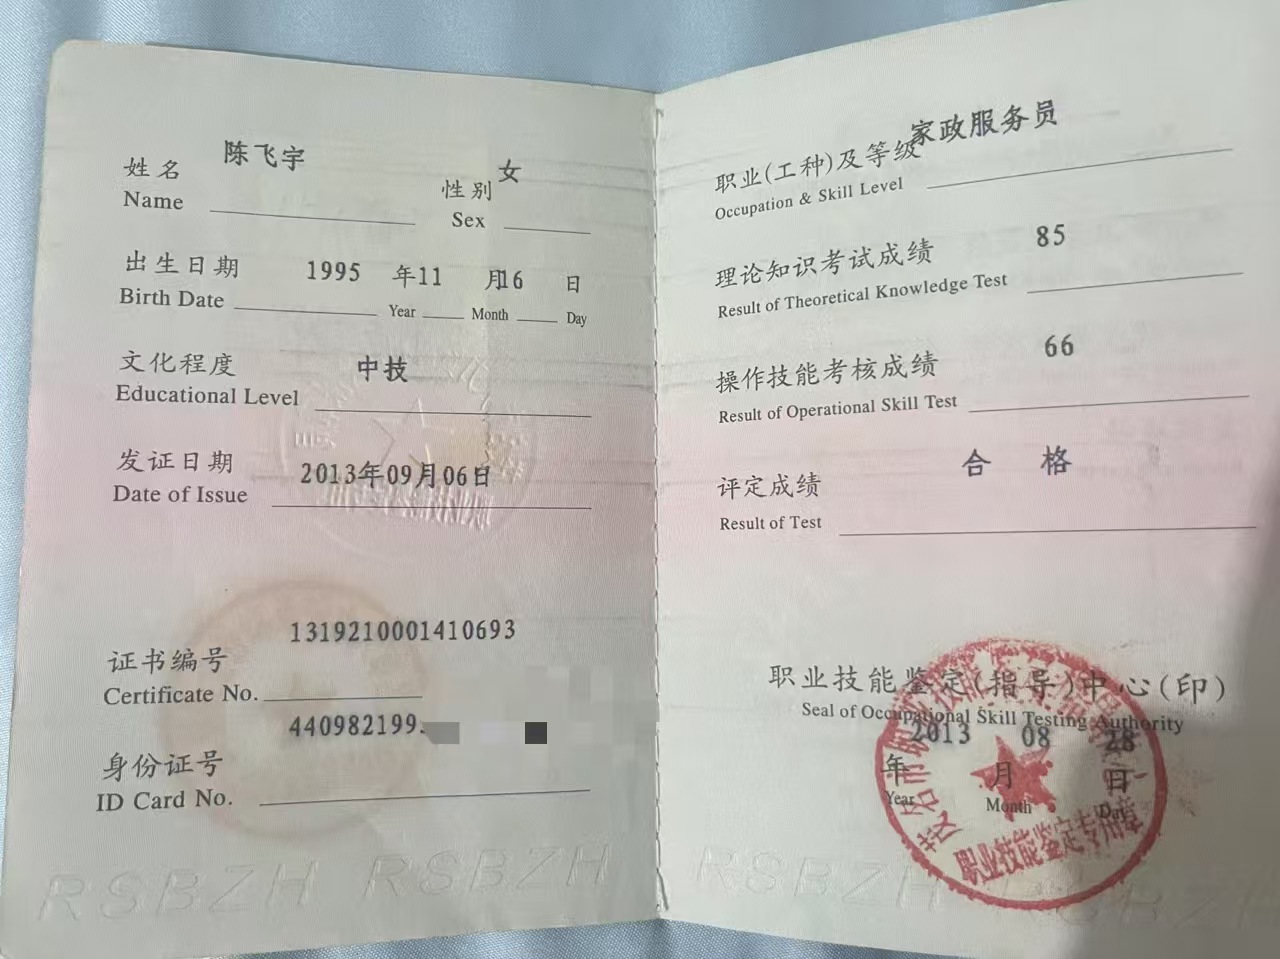 陈飞宇
姓名
Name
女
性别
Sex
出生日期 1995 年11 月16 日
Birth Date Year Month Day
文化程度 中技
Educational Level
发证日期 2013年09月06日
Date of Issue
1319210001410693
证书编号
Certificate No.
440982199
身份证号
ID Card No.
RSBZH RSBZH
家政服务员
职业(工种)及等级
Occupation & Skill Level
理论知识考试成绩 85
Result of Theoretical Knowledge Test
操作技能考核成绩 66
Result of Operational Skill Test
评定成绩 合 格
Result of Test
职业技能鉴定(指导)中心(印)
Seal of Occupational Skill Testing Authority
2013 08 28
年 月 日
Year Month Day
职业技能鉴定专用章
RSBZH